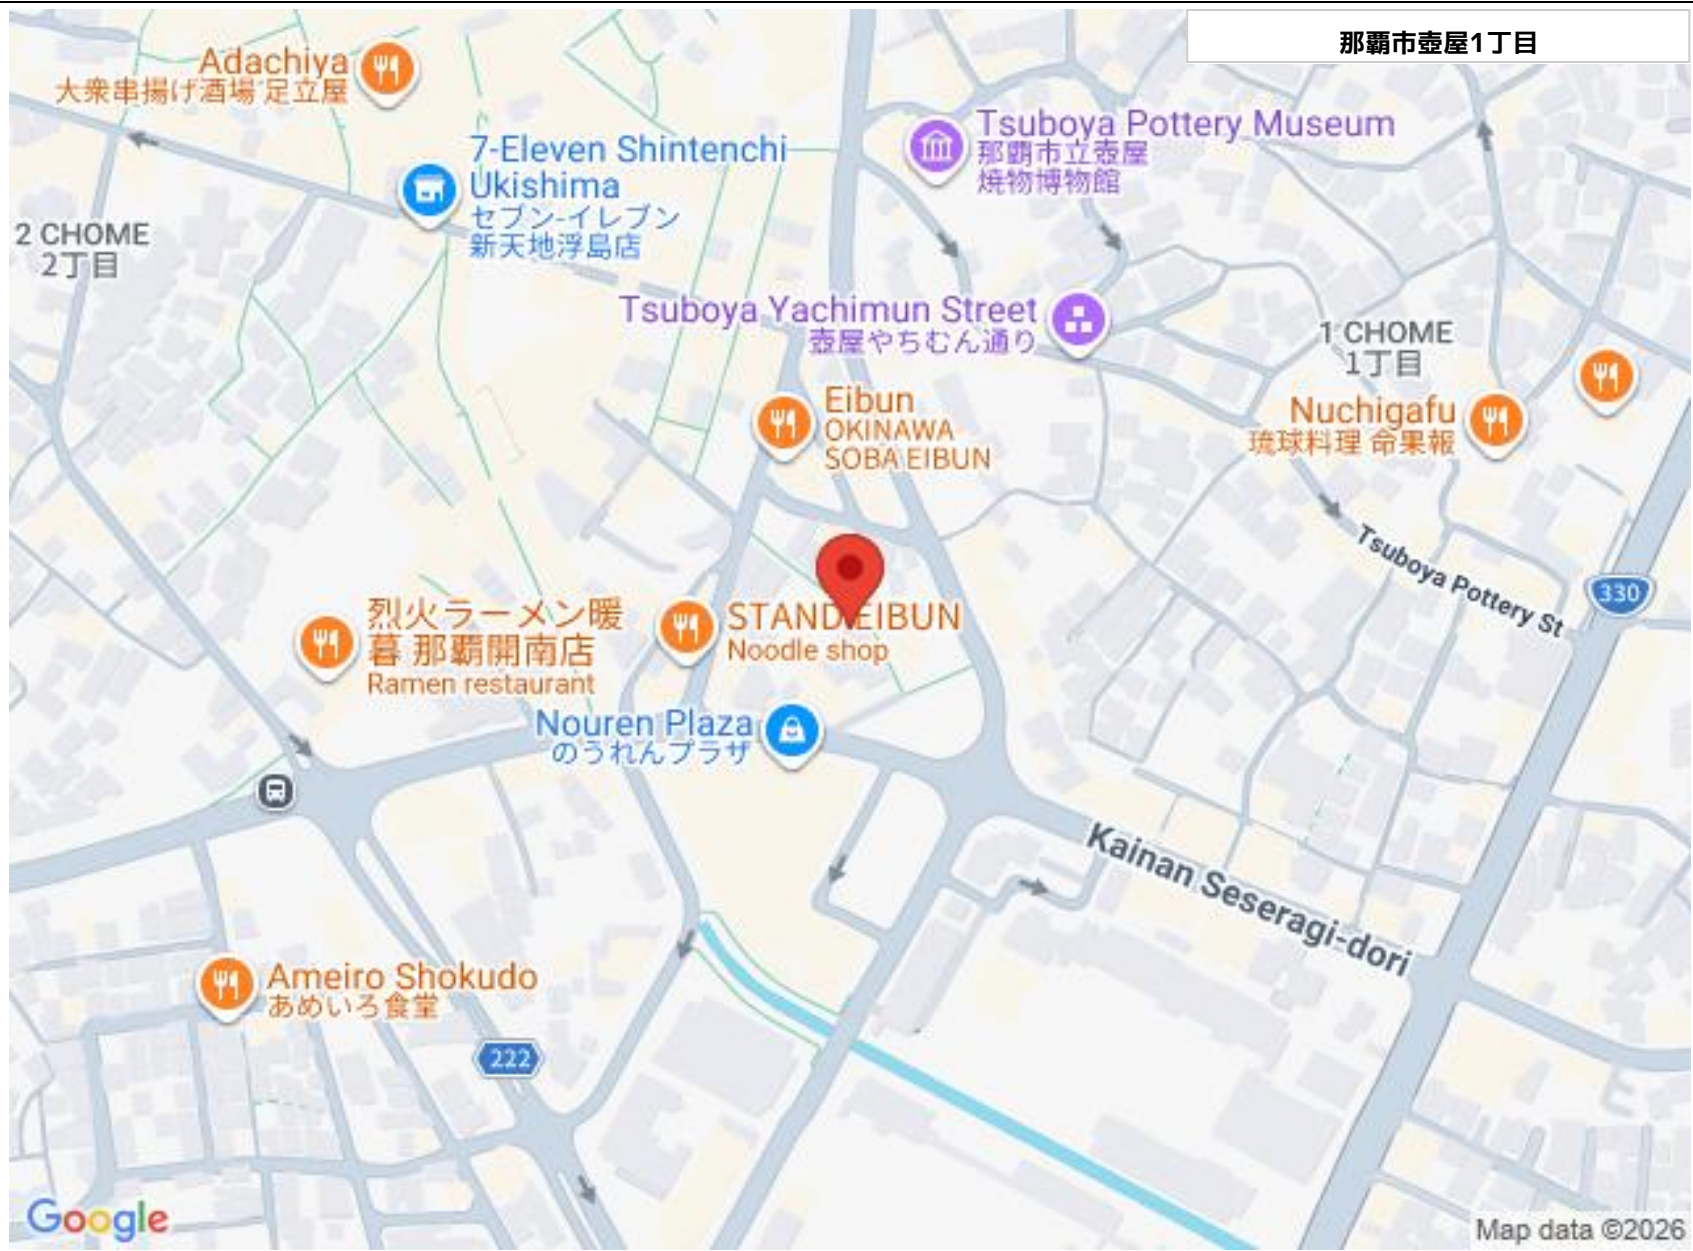 那覇市壺屋1丁目
Adachiya
大衆串揚げ酒場 足立屋
7-Eleven Shintenchi
Ukishima
セブン-イレブン
新天地浮島店
Tsuboya Pottery Museum
那覇市立壺屋
焼物博物館
2 CHOME
2丁目
Tsuboya Yachimun Street
壺屋やちむん通り
1 CHOME
1丁目
Eibun
OKINAWA
SOBA EIBUN
Nuchigafu
琉球料理 命果報
Tsuboya Pottery St
330
烈火ラーメン暖
暮 那覇開南店
Ramen restaurant
STAND EIBUN
Noodle shop
Nouren Plaza
のうれんプラザ
Kainan Seseragi-dori
Ameiro Shokudo
あめいろ食堂
222
Google
Map data ©2026